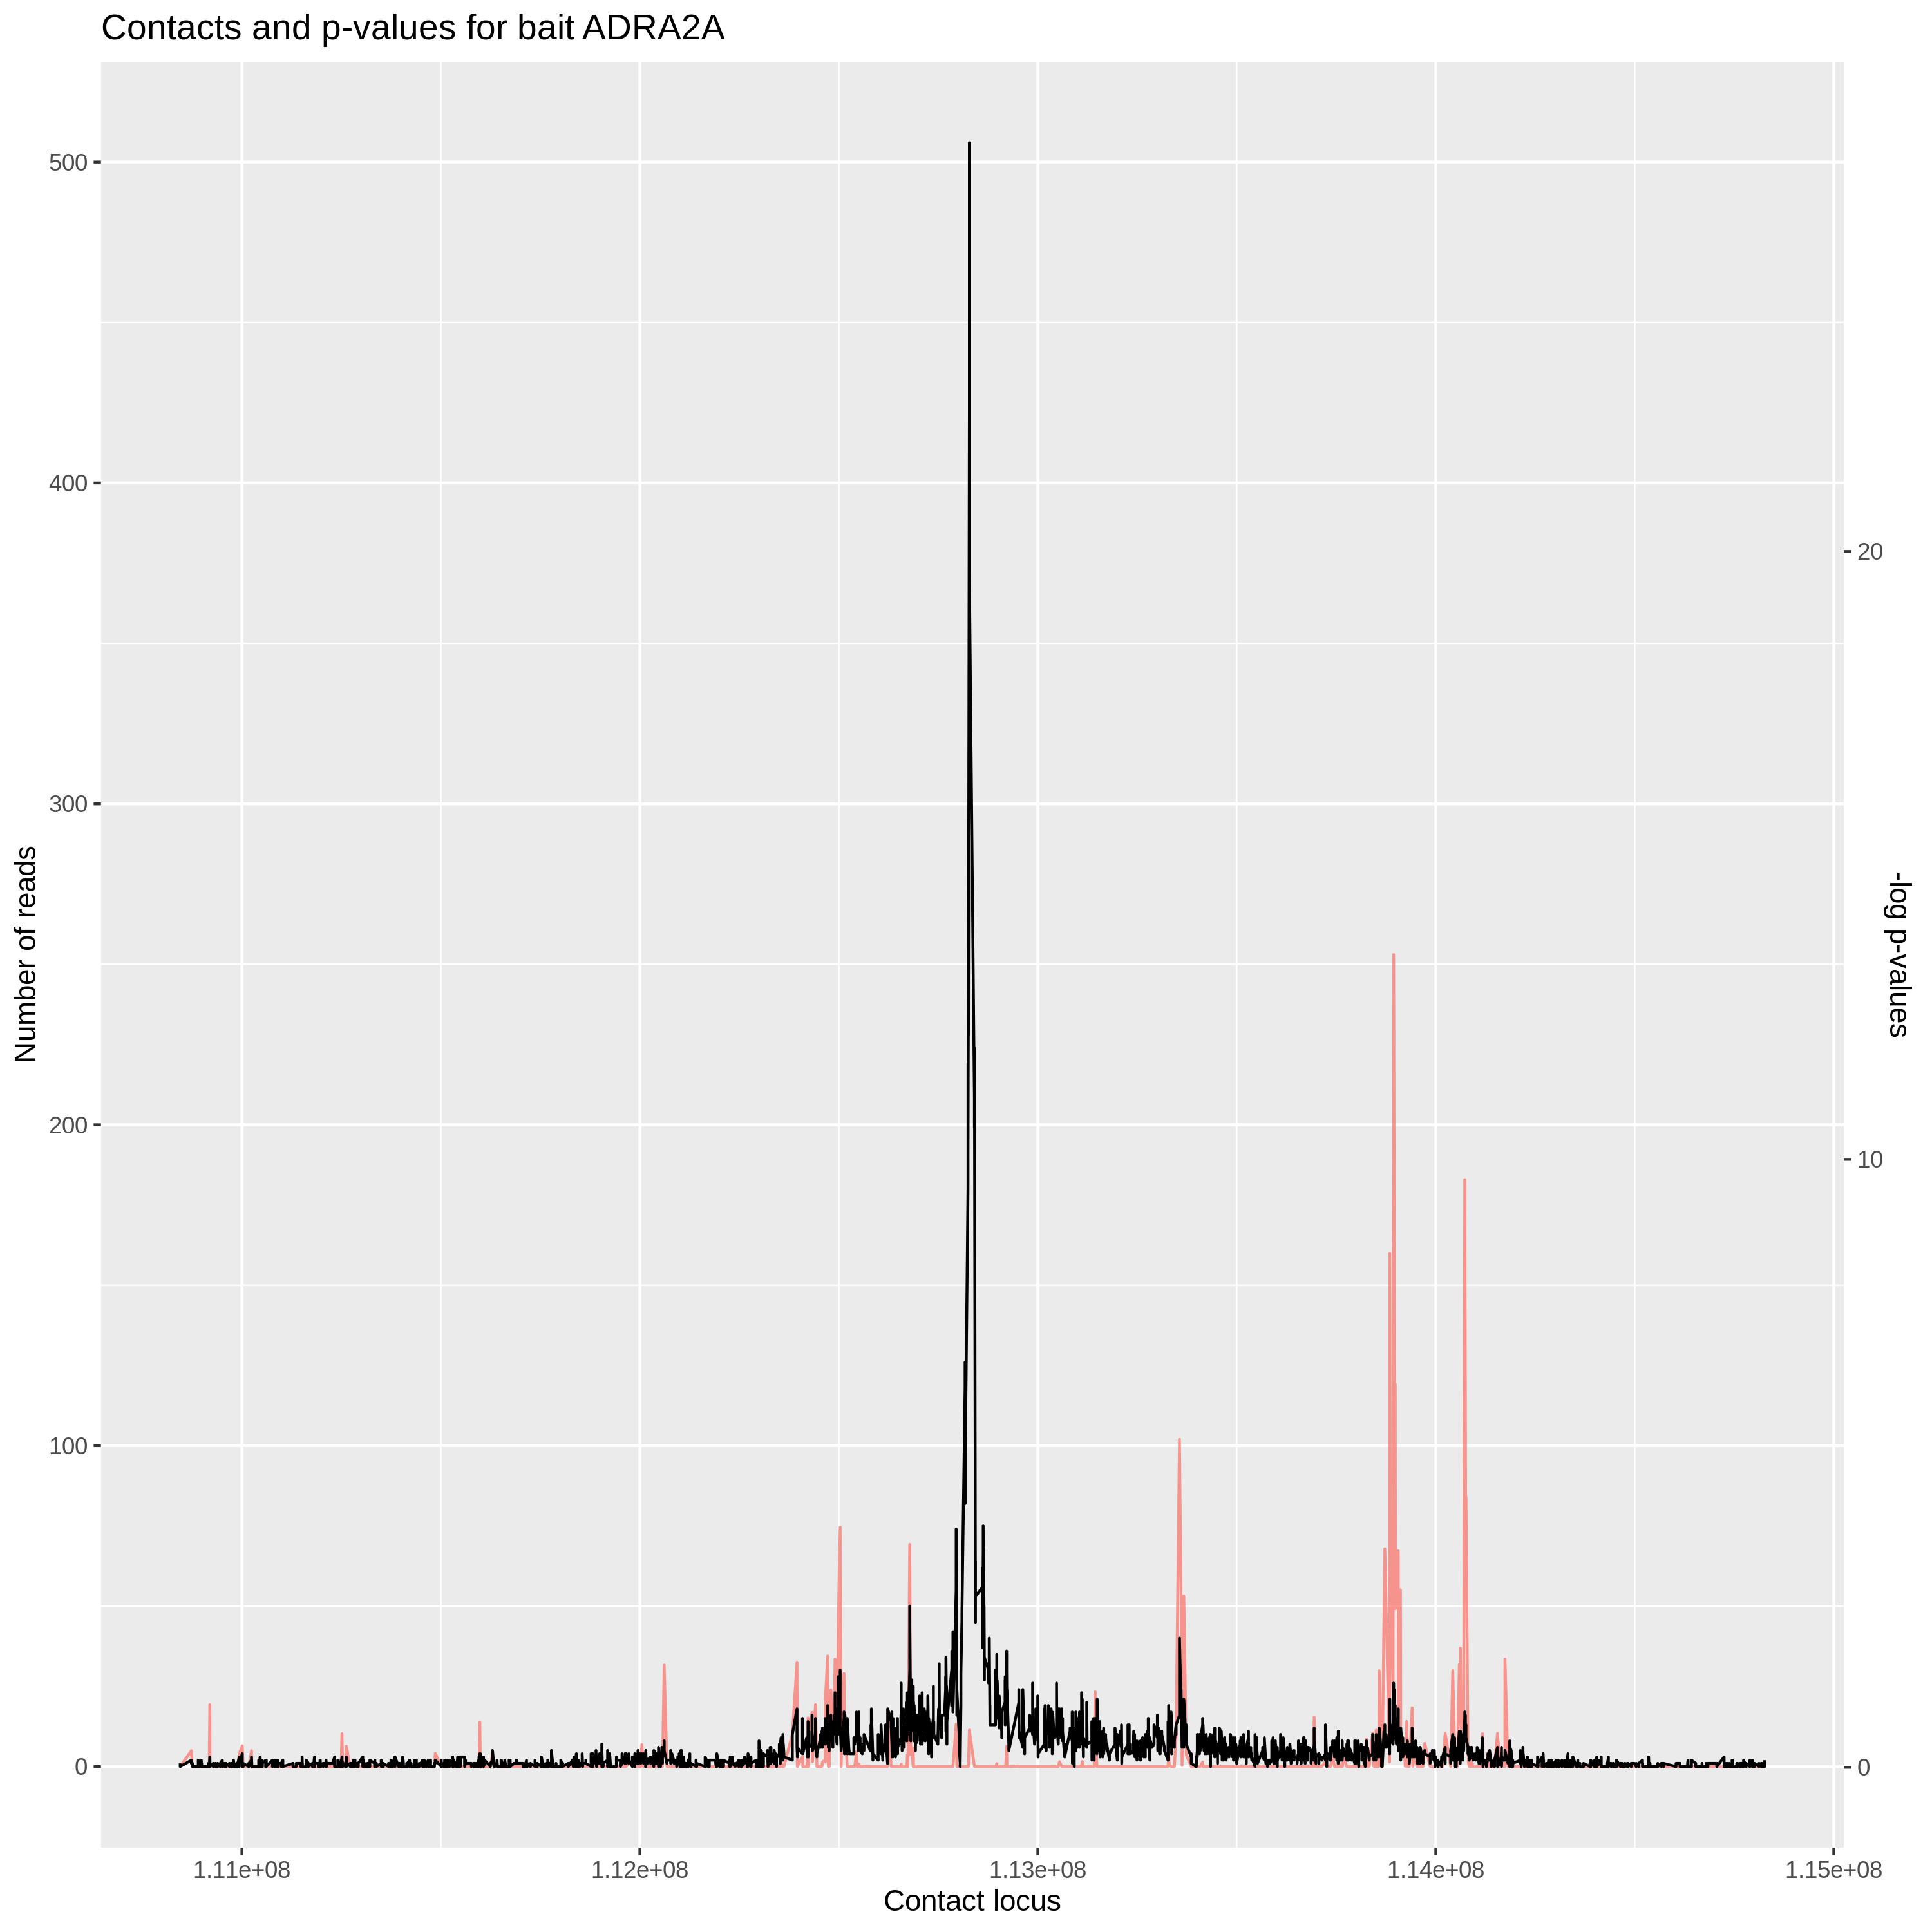 Contacts and p-values for bait ADRA2A
Number of reads
500
400
300
200
100
0
20
10
0
-log p-values
1.11e+08
1.12e+08
1.13e+08
1.14e+08
1.15e+08
Contact locus